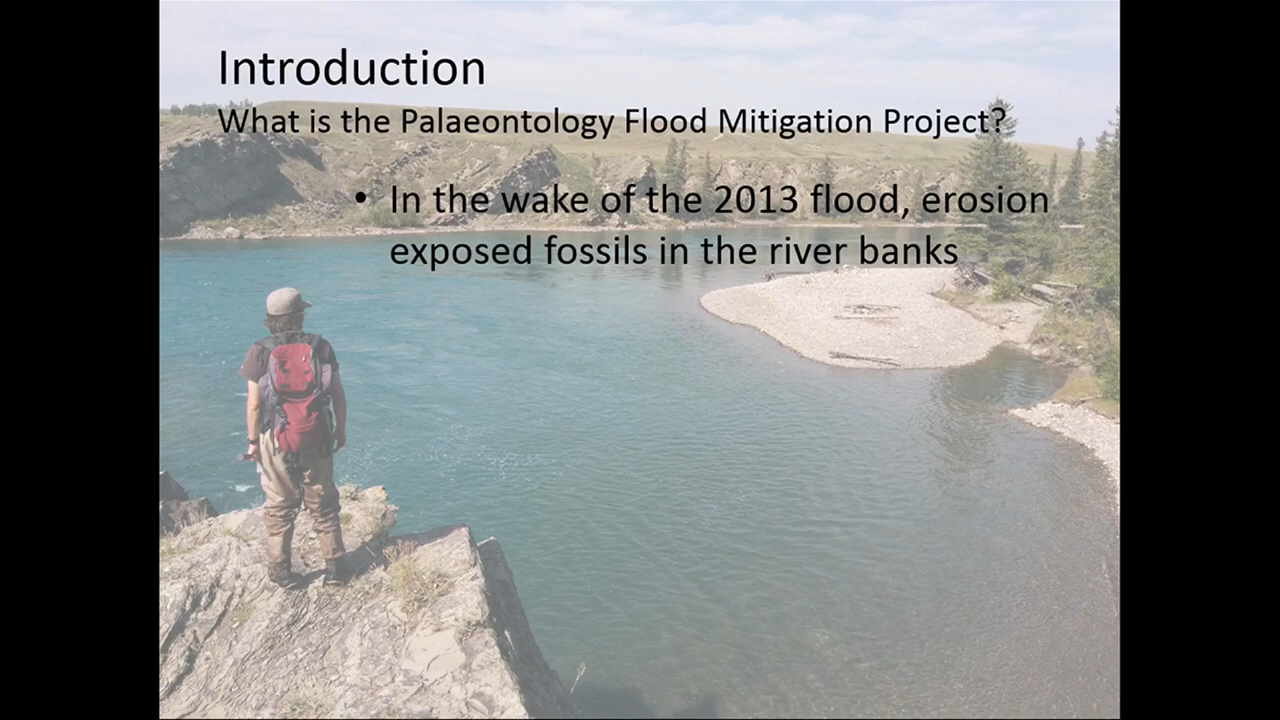 Introduction
What is the Palaeontology Flood Mitigation Project?
• In the wake of the 2013 flood, erosion
exposed fossils in the river banks